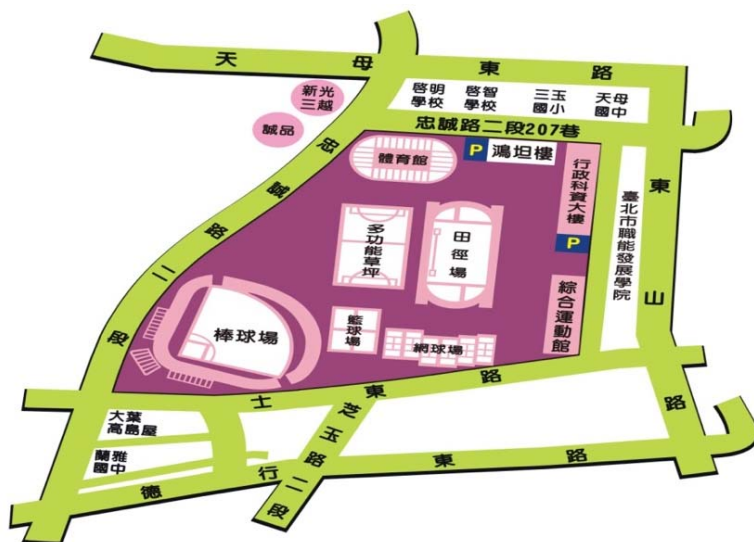 天母東路
新光
三越
誠品
啓明
學校
啓智
學校
三玉
國小
天母
國中
忠誠路二段207巷
忠誠路二段
體育館
P
鴻坦樓
行政科資大樓
P
臺北市職能發展學院
東山路
多功能草坪
田徑場
綜合運動館
棒球場
籃球場
網球場
士東路
大葉
高島屋
蘭雅
國中
芝玉路二段
德行東路